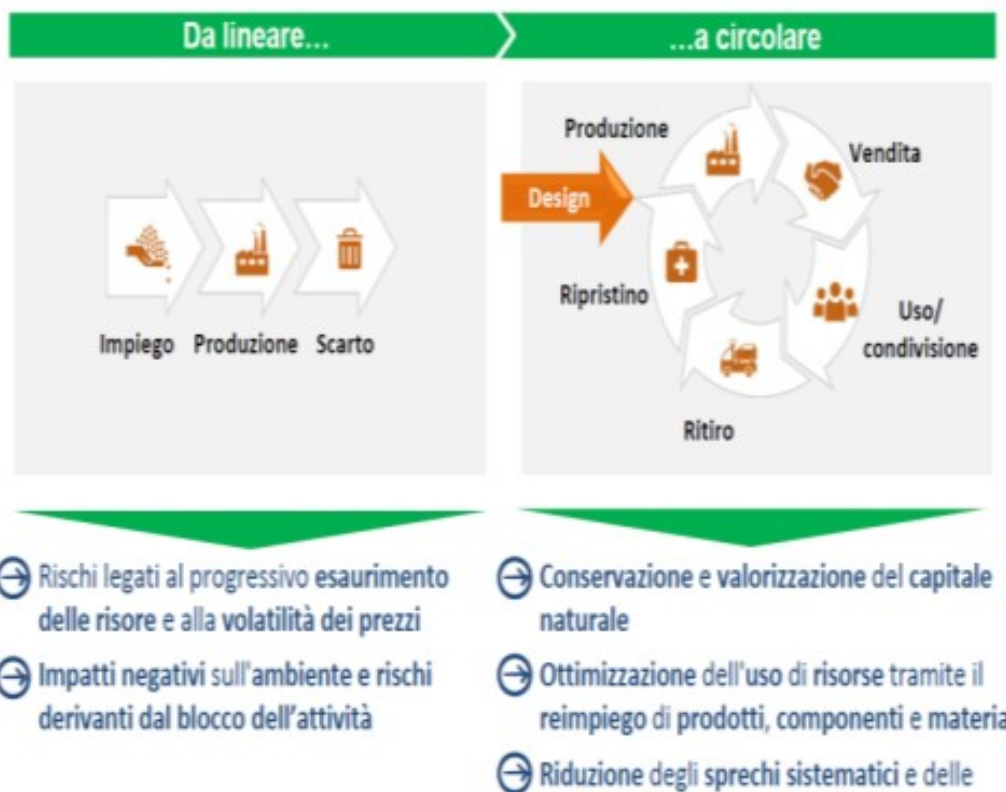 Da lineare...
...a circolare
Impiego
Produzione
Scarto
Design
Produzione
Vendita
Uso/
condivisione
Ritiro
Ripristino
Rischi legati al progressivo esaurimento
delle risore e alla volatilità dei prezzi
Impatti negativi sull'ambiente e rischi
derivanti dal blocco dell'attività
Conservazione e valorizzazione del capitale
naturale
Ottimizzazione dell'uso di risorse tramite il
reimpiego di prodotti, componenti e materia
Riduzione degli sprechi sistematici e delle